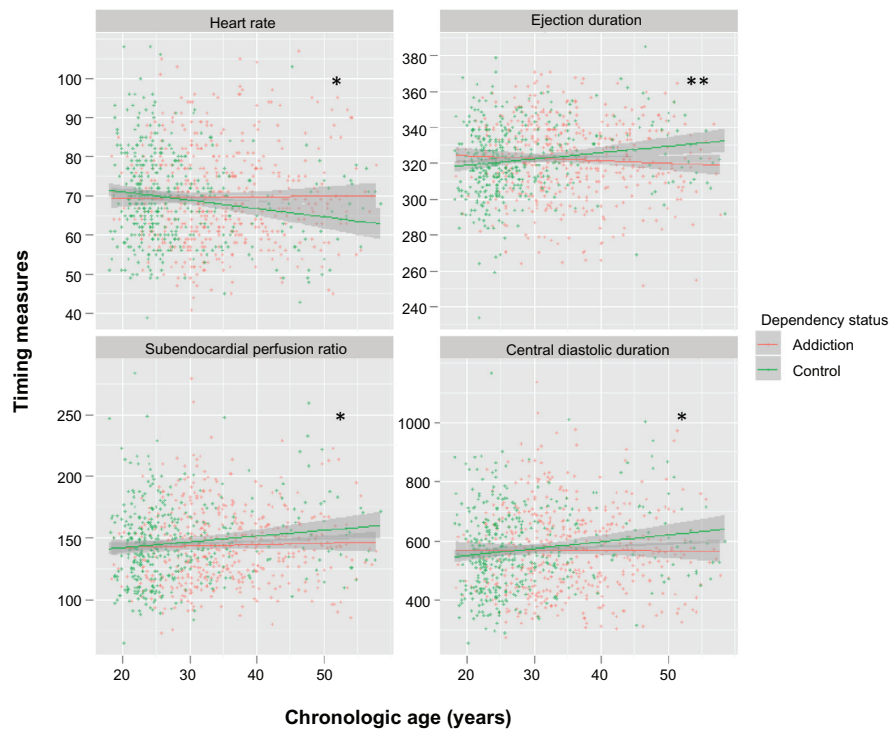 Heart rate
Ejection duration
100
90
80
70
60
50
40
*
380
360
340
320
300
280
260
240
**
Timing measures
Dependency status
Addiction
Control
Subendocardial perfusion ratio
Central diastolic duration
250
200
150
100
*
1000
800
600
400
*
20 30 40 50
20 30 40 50
Chronologic age (years)